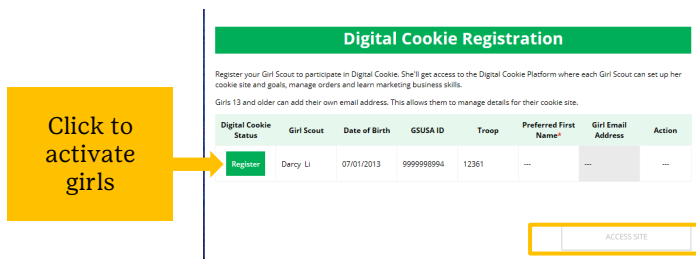 Digital Cookie Registration
Register your Girl Scout to participate in Digital Cookie. She'll get access to the Digital Cookie Platform where each Girl Scout can set up her
cookie site and goals, manage orders and learn marketing business skills.
Girls 13 and older can add their own email address. This allows them to manage details for their cookie site.
Click to
activate
girls
Digital Cookie Status Girl Scout Date of Birth GSUSA ID Troop Preferred First Name* Girl Email Address Action
Register Darcy Li 07/01/2013 9999998994 12361 --- --- ---
ACCESS SITE